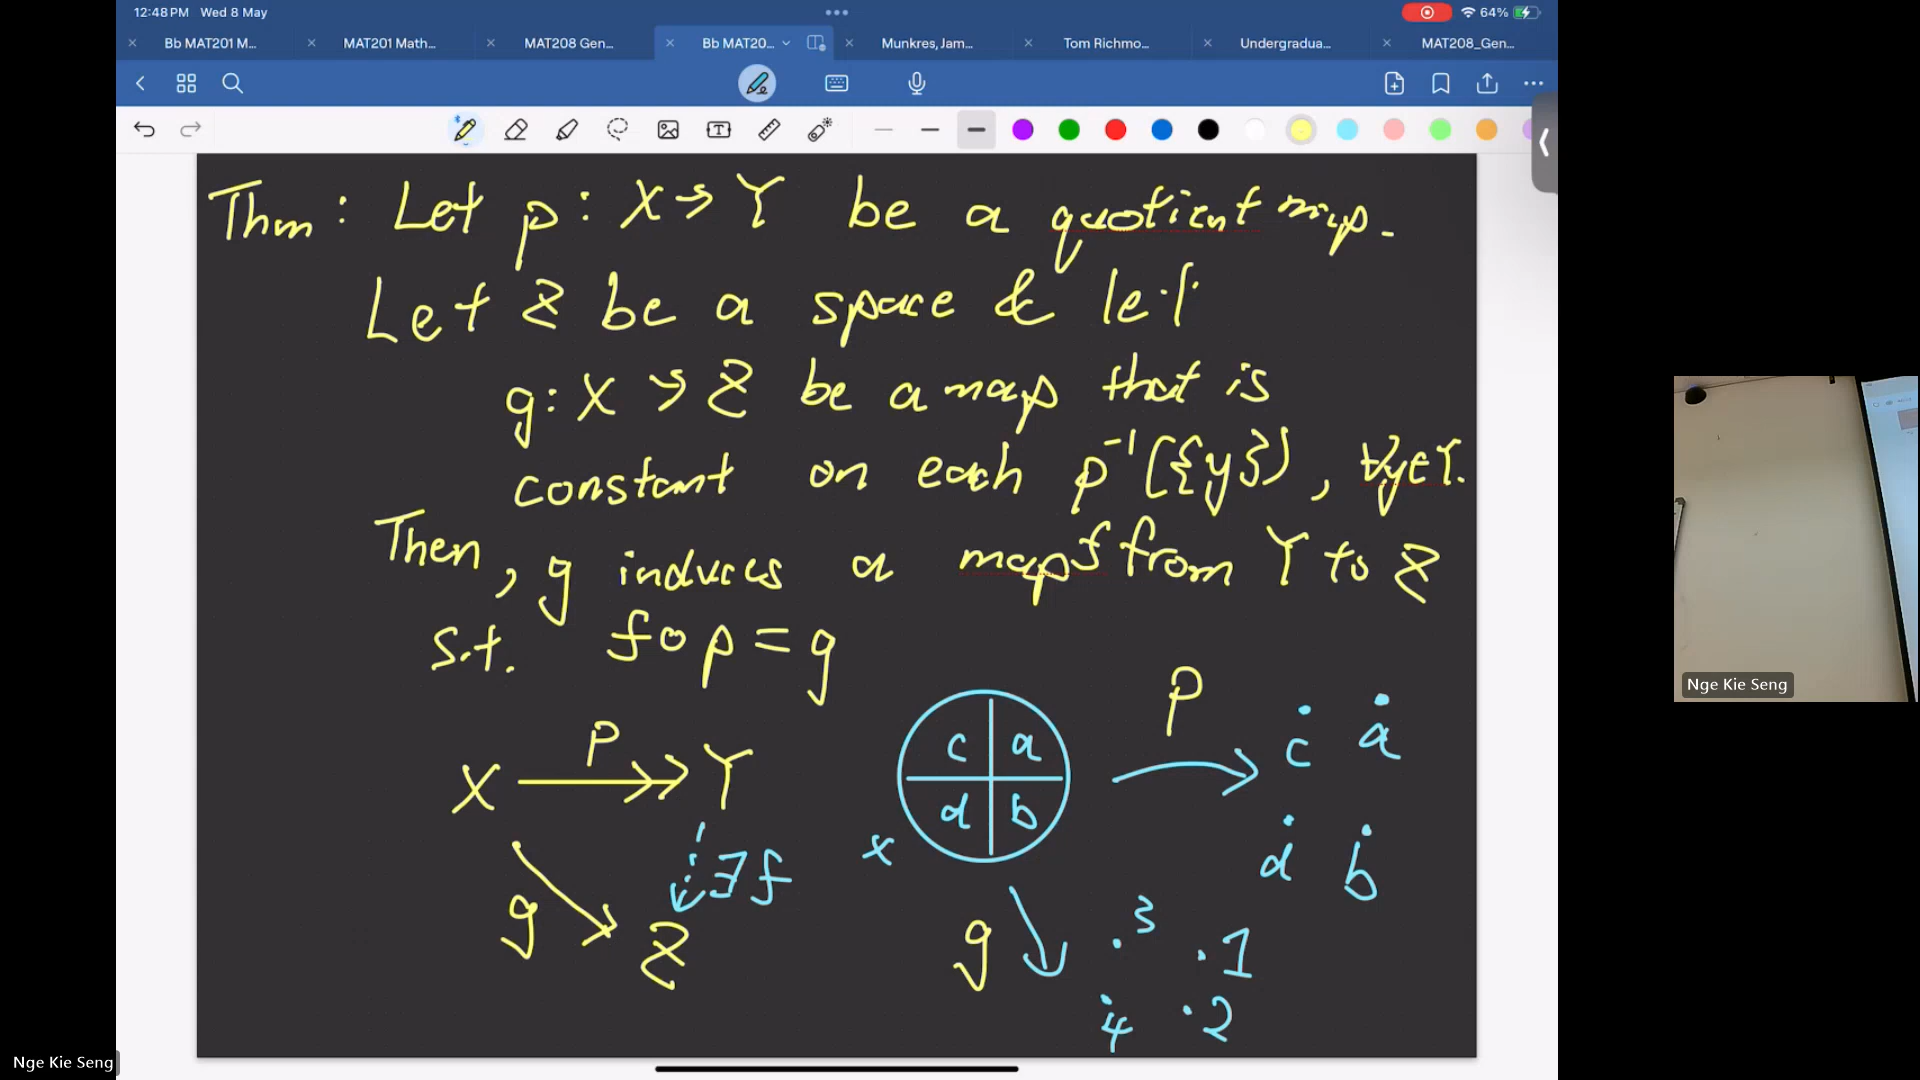 12:48 PM Wed 8 May
64%
Bb MAT201 M...
MAT201 Math...
MAT208 Gen...
Bb MAT20...
Munkres, Jam...
Tom Richmo...
Undergradua...
MAT208_Gen...
Thm: Let p: X → Y be a quotient map.
Let Z be a space & let
g: X → Z be a map that is
constant on each p⁻¹({y}), ∀y∈Y.
Then, g induces a map f from Y to Z
s.t. f∘p = g
X P Y
g ∃f
Z
c a
d b
x
P
c a
d b
g
3 1
4 2
Nge Kie Seng
Nge Kie Seng